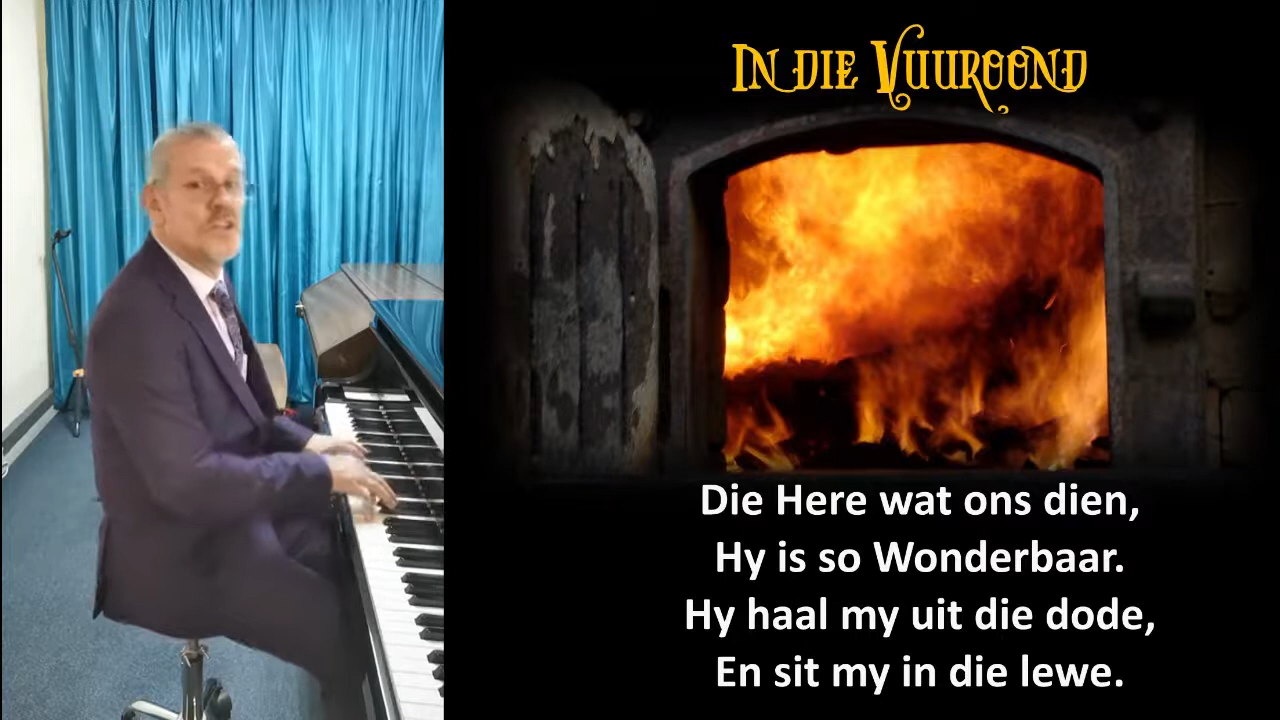 In die Vuuroond
Die Here wat ons dien,
Hy is so Wonderbaar.
Hy haal my uit die dode,
En sit my in die lewe.